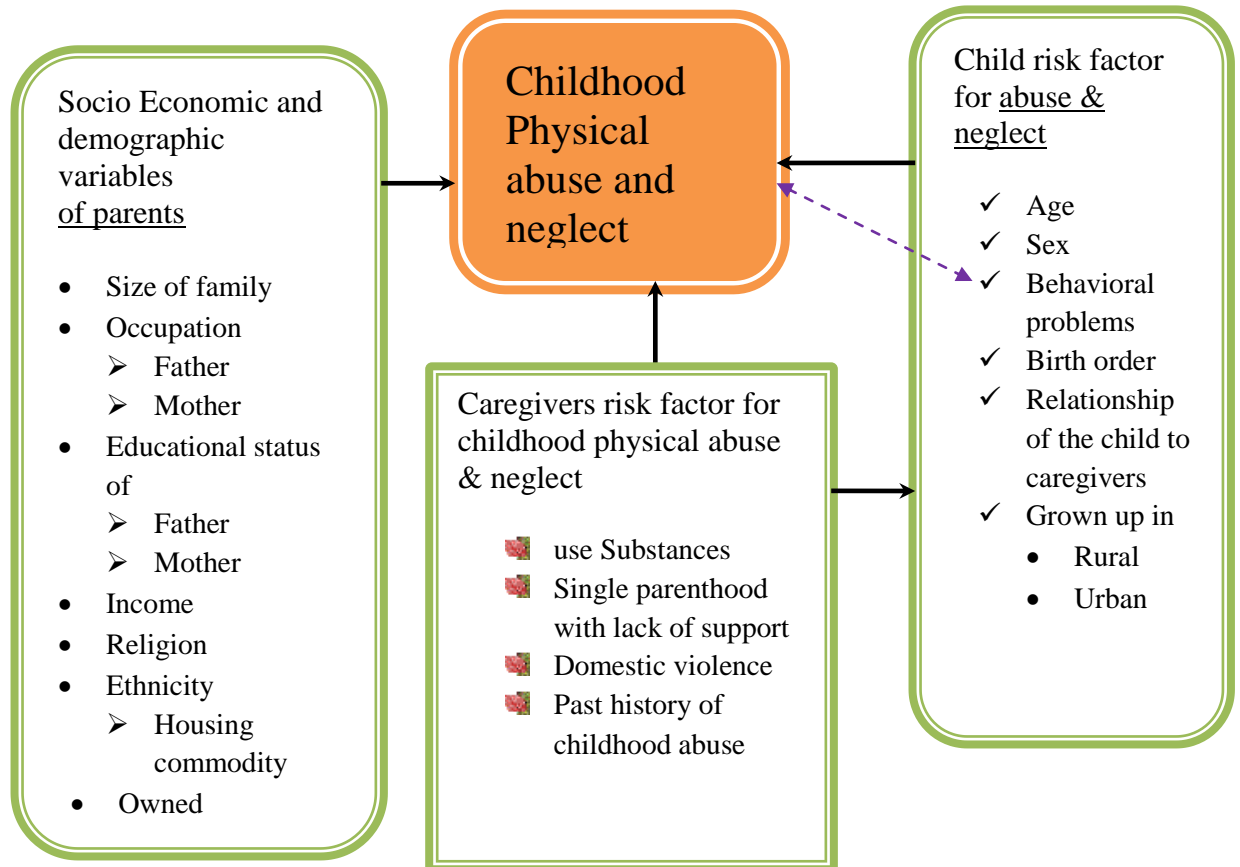 Socio Economic and
demographic
variables
of parents
• Size of family
• Occupation
➢ Father
➢ Mother
• Educational status
of
➢ Father
➢ Mother
• Income
• Religion
• Ethnicity
➢ Housing
commodity
• Owned
Childhood
Physical
abuse and
neglect
Caregivers risk factor for
childhood physical abuse
& neglect
use Substances
Single parenthood
with lack of support
Domestic violence
Past history of
childhood abuse
Child risk factor
for abuse &
neglect
✓ Age
✓ Sex
✓ Behavioral
problems
✓ Birth order
✓ Relationship
of the child to
caregivers
✓ Grown up in
• Rural
• Urban